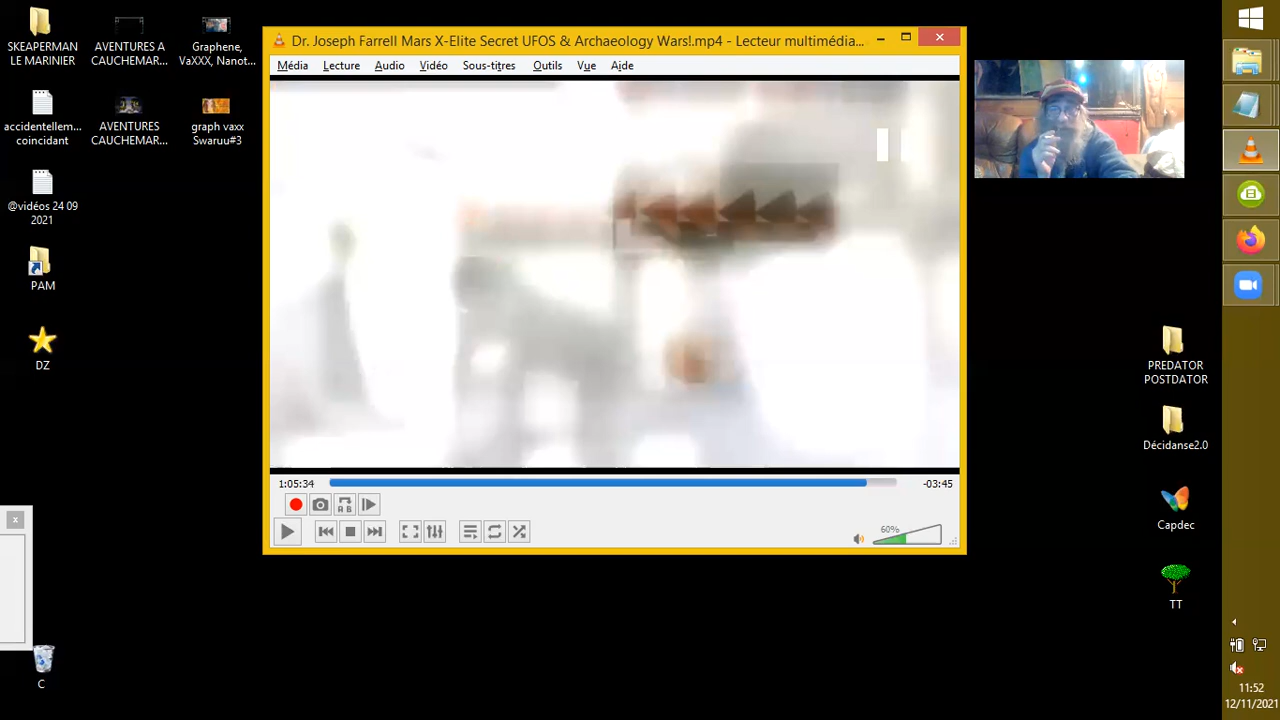 SKEAPERMAN
LE MARINIER
AVENTURES A
CAUCHEMAR...
Graphene,
VaXXX, Nanot...
accidentellem...
coincidant
AVENTURES
CAUCHEMAR...
graph vaxx
Swaruu#3
@vidéos 24 09
2021
PAM
DZ
C
Dr. Joseph Farrell Mars X-Elite Secret UFOS & Archaeology Wars!.mp4 - Lecteur multimédia...
Média Lecture Audio Vidéo Sous-titres Outils Vue Aide
1:05:34 -03:45
A B
60%
PREDATOR
POSTDATOR
Décidanse2.0
Capdec
TT
11:52
12/11/2021